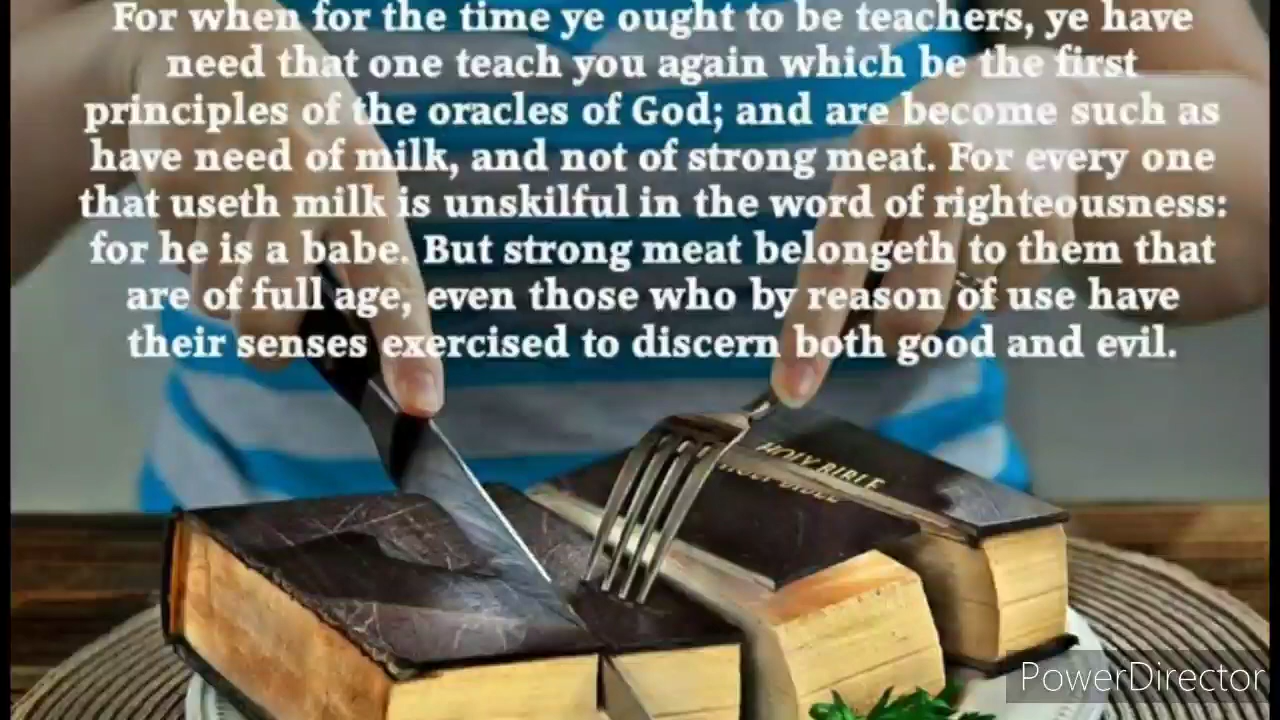 For when for the time ye ought to be teachers, ye have
need that one teach you again which be the first
principles of the oracles of God; and are become such as
have need of milk, and not of strong meat. For every one
that useth milk is unskilful in the word of righteousness:
for he is a babe. But strong meat belongeth to them that
are of full age, even those who by reason of use have
their senses exercised to discern both good and evil.
HOLY BIBLE
HOLY BIBLE
PowerDirector